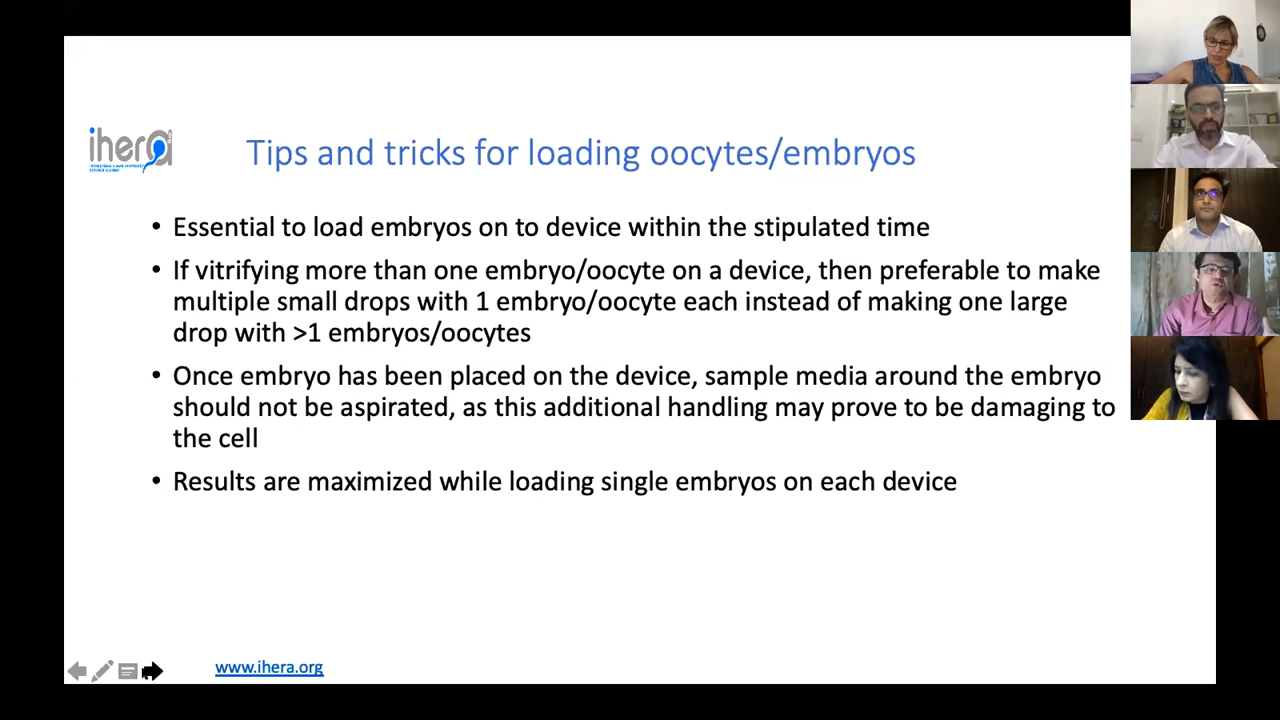 ihera
Tips and tricks for loading oocytes/embryos
• Essential to load embryos on to device within the stipulated time
• If vitrifying more than one embryo/oocyte on a device, then preferable to make
multiple small drops with 1 embryo/oocyte each instead of making one large
drop with >1 embryos/oocytes
• Once embryo has been placed on the device, sample media around the embryo
should not be aspirated, as this additional handling may prove to be damaging to
the cell
• Results are maximized while loading single embryos on each device
www.ihera.org